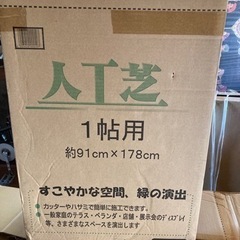 人工芝
1帖用
約91cm×178cm
すこやかな空間、緑の演出
●カッターやハサミで簡単に施工できます。
●一般家庭のテラス・ベランダ・店舗・展示会のディスプレイ
等、さまざまなスペースを演出します